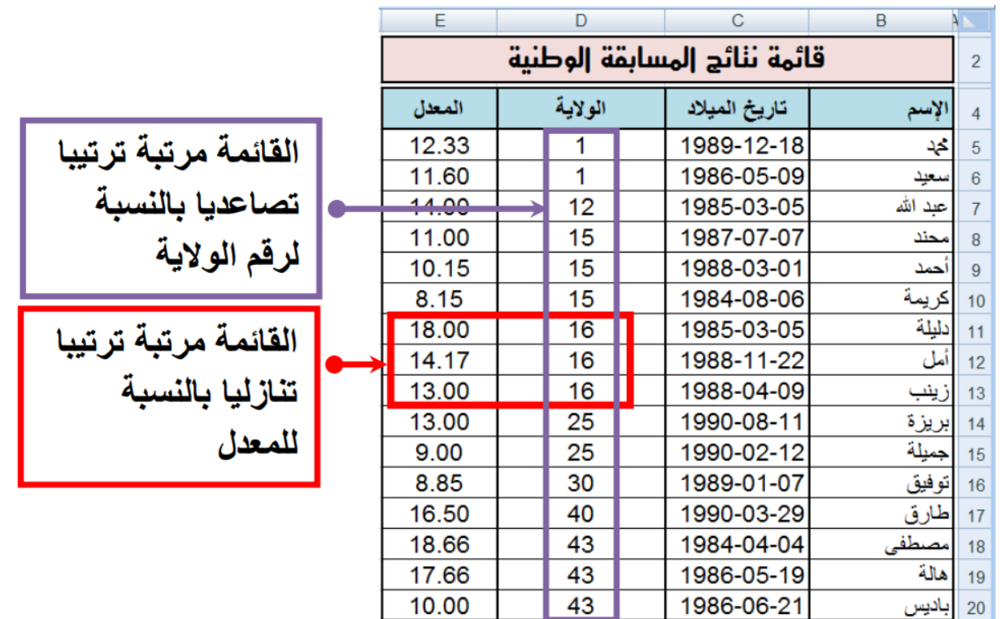 E D C B A
2 قائمة نتائج المسابقة الوطنية
4 الإسم تاريخ الميلاد الولاية المعدل
5 محمد 1989-12-18 1 12.33
6 سعيد 1986-05-09 1 11.60
7 عبد الله 1985-03-05 12 14.00
8 محند 1987-07-07 15 11.00
9 أحمد 1988-03-01 15 10.15
10 كريمة 1984-08-06 15 8.15
11 دليلة 1985-03-05 16 18.00
12 أمل 1988-11-22 16 14.17
13 زينب 1988-04-09 16 13.00
14 بريزة 1990-08-11 25 13.00
15 جميلة 1990-02-12 25 9.00
16 توفيق 1989-01-07 30 8.85
17 طارق 1990-03-29 40 16.50
18 مصطفى 1984-04-04 43 18.66
19 هالة 1986-05-19 43 17.66
20 باديس 1986-06-21 43 10.00
القائمة مرتبة ترتيبا
تصاعديا بالنسبة
لرقم الولاية
القائمة مرتبة ترتيبا
تنازليا بالنسبة
للمعدل